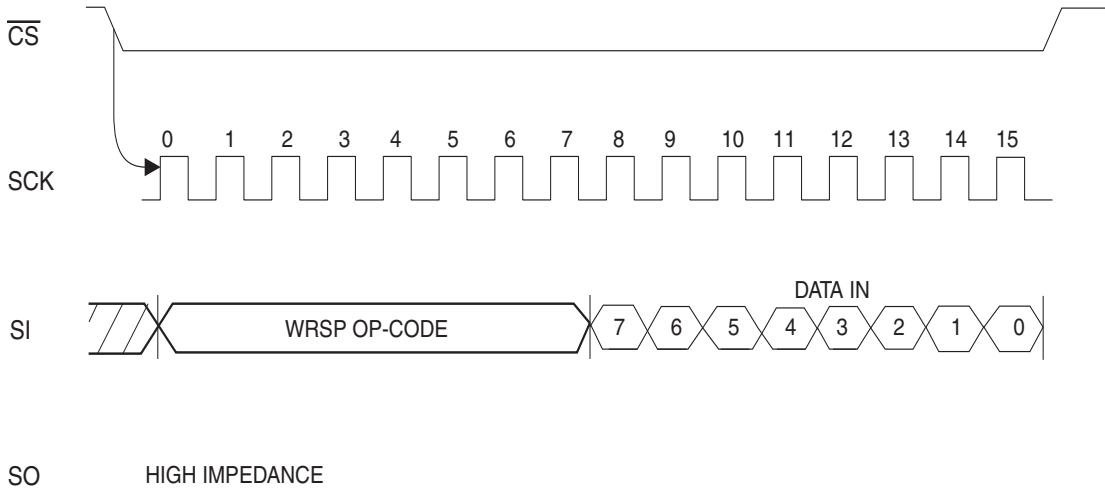 C̅S̅
0 1 2 3 4 5 6 7 8 9 10 11 12 13 14 15
SCK
DATA IN
SI WRSP OP-CODE 7 6 5 4 3 2 1 0
SO HIGH IMPEDANCE